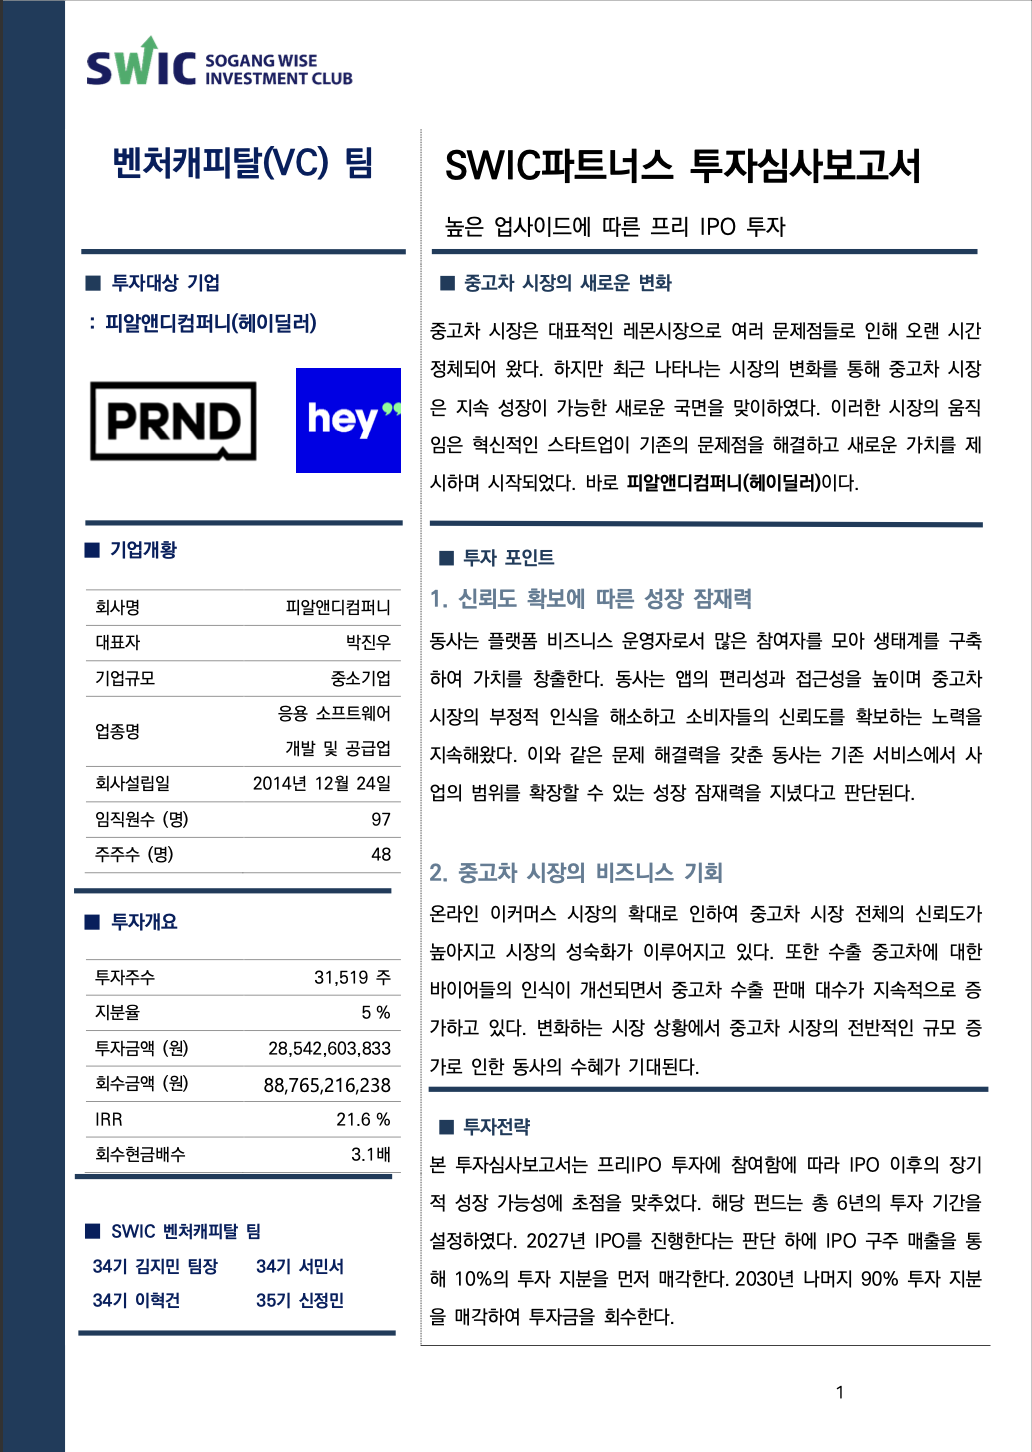 SWIC SOGANG WISE
INVESTMENT CLUB
벤처캐피탈(VC) 팀
■ 투자대상 기업
: 피알앤디컴퍼니(헤이딜러)
PRND
hey"
■ 기업개황
회사명 피알앤디컴퍼니
대표자 박진우
기업규모 중소기업
업종명 응용 소프트웨어
개발 및 공급업
회사설립일 2014년 12월 24일
임직원수 (명) 97
주주수 (명) 48
■ 투자개요
투자주수 31,519 주
지분율 5 %
투자금액 (원) 28,542,603,833
회수금액 (원) 88,765,216,238
IRR 21.6 %
회수현금배수 3.1배
■ SWIC 벤처캐피탈 팀
34기 김지민 팀장 34기 서민서
34기 이혁건 35기 신정민
SWIC파트너스 투자심사보고서
높은 업사이드에 따른 프리 IPO 투자
■ 중고차 시장의 새로운 변화
중고차 시장은 대표적인 레몬시장으로 여러 문제점들로 인해 오랜 시간
정체되어 왔다. 하지만 최근 나타나는 시장의 변화를 통해 중고차 시장
은 지속 성장이 가능한 새로운 국면을 맞이하였다. 이러한 시장의 움직
임은 혁신적인 스타트업이 기존의 문제점을 해결하고 새로운 가치를 제
시하며 시작되었다. 바로 피알앤디컴퍼니(헤이딜러)이다.
■ 투자 포인트
1. 신뢰도 확보에 따른 성장 잠재력
동사는 플랫폼 비즈니스 운영자로서 많은 참여자를 모아 생태계를 구축
하여 가치를 창출한다. 동사는 앱의 편리성과 접근성을 높이며 중고차
시장의 부정적 인식을 해소하고 소비자들의 신뢰도를 확보하는 노력을
지속해왔다. 이와 같은 문제 해결력을 갖춘 동사는 기존 서비스에서 사
업의 범위를 확장할 수 있는 성장 잠재력을 지녔다고 판단된다.
2. 중고차 시장의 비즈니스 기회
온라인 이커머스 시장의 확대로 인하여 중고차 시장 전체의 신뢰도가
높아지고 시장의 성숙화가 이루어지고 있다. 또한 수출 중고차에 대한
바이어들의 인식이 개선되면서 중고차 수출 판매 대수가 지속적으로 증
가하고 있다. 변화하는 시장 상황에서 중고차 시장의 전반적인 규모 증
가로 인한 동사의 수혜가 기대된다.
■ 투자전략
본 투자심사보고서는 프리IPO 투자에 참여함에 따라 IPO 이후의 장기
적 성장 가능성에 초점을 맞추었다. 해당 펀드는 총 6년의 투자 기간을
설정하였다. 2027년 IPO를 진행한다는 판단 하에 IPO 구주 매출을 통
해 10%의 투자 지분을 먼저 매각한다. 2030년 나머지 90% 투자 지분
을 매각하여 투자금을 회수한다.
1